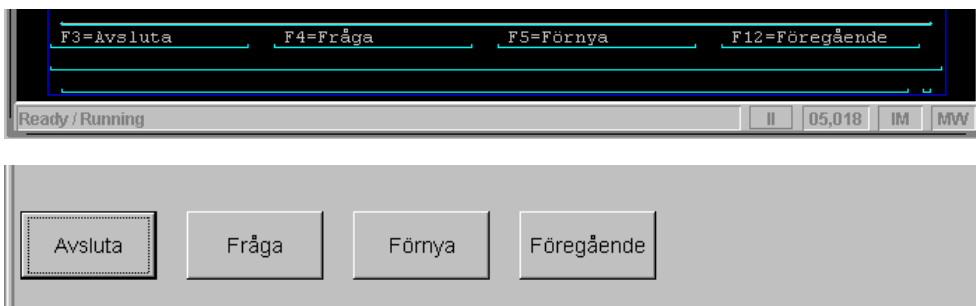 F3=Avsluta F4=Fråga F5=Förnya F12=Föregående
Ready / Running II 05,018 IM MW
Avsluta Fråga Förnya Föregående